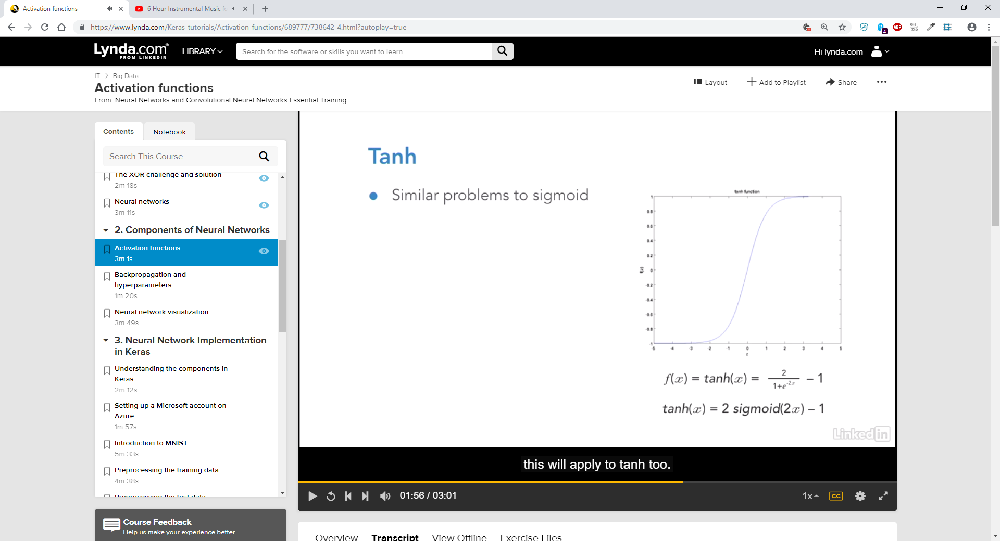 Activation functions
6 Hour Instrumental Music fo
https://www.lynda.com/Keras-tutorials/Activation-functions/689777/738642-4.html?autoplay=true
4
ABP
Git
Zip
Lynda.com®
FROM LINKEDIN
LIBRARY
Search for the software or skills you want to learn
Hi lynda.com
IT > Big Data
Activation functions
From: Neural Networks and Convolutional Neural Networks Essential Training
Layout
Add to Playlist
Share
Contents
Notebook
Search This Course
The XOR challenge and solution
2m 18s
Neural networks
3m 11s
2. Components of Neural Networks
Activation functions
3m 1s
Backpropagation and
hyperparameters
1m 20s
Neural network visualization
3m 49s
3. Neural Network Implementation
in Keras
Understanding the components in
Keras
2m 12s
Setting up a Microsoft account on
Azure
1m 57s
Introduction to MNIST
5m 33s
Preprocessing the training data
4m 38s
Preprocessing the test data
Course Feedback
Help us make your experience better
Tanh
• Similar problems to sigmoid
tanh function
1
0.8
0.6
0.4
0.2
0
-0.2
-0.4
-0.6
-0.8
-1
f(z)
-5 -4 -3 -2 -1 0 1 2 3 4 5
z
f(x) = tanh(x) = 2 / 1+e^-2x − 1
tanh(x) = 2 sigmoid(2x) − 1
LinkedIn
this will apply to tanh too.
01:56 / 03:01
1x
CC
Overview
Transcript
View Offline
Exercise Files